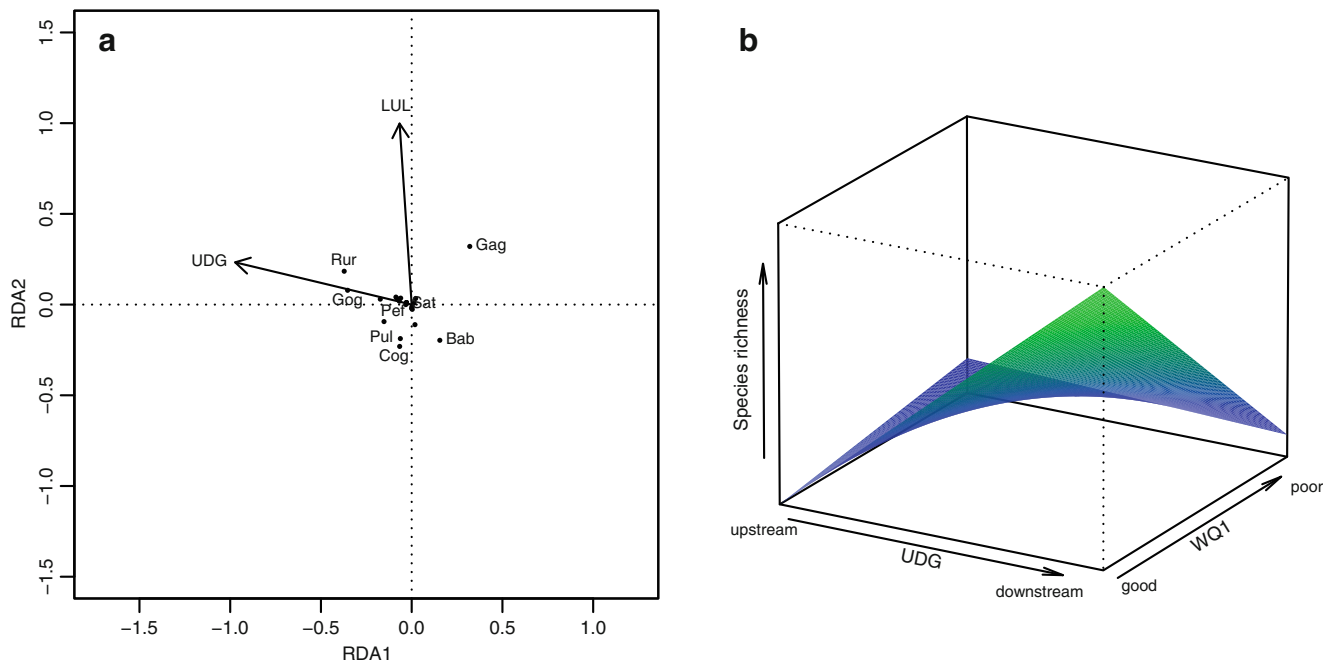 a
1.5
1.0
0.5
0.0
−0.5
−1.0
−1.5
RDA2
LUL
UDG
Rur
Gog
Gag
Sat
Per
Pul
Cog
Bab
−1.5
−1.0
−0.5
0.0
0.5
1.0
RDA1
b
Species richness
upstream
UDG
downstream
good
WQ1
poor